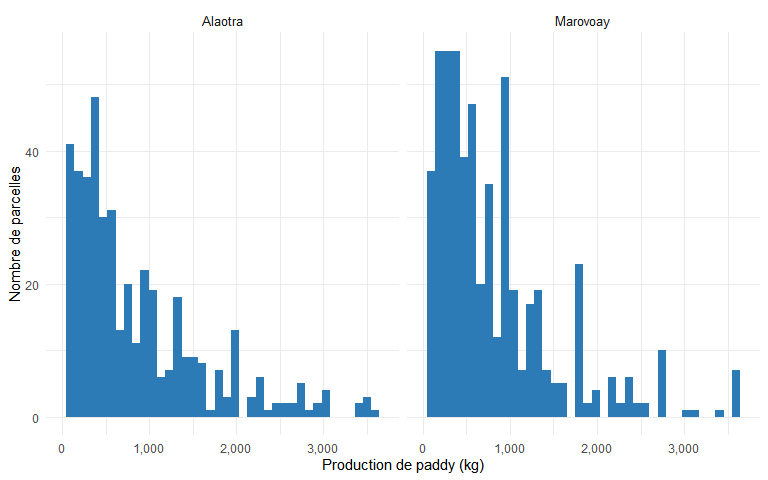 Alaotra
Marovoay
Nombre de parcelles
40
20
0
0
1,000
2,000
3,000
0
1,000
2,000
3,000
Production de paddy (kg)